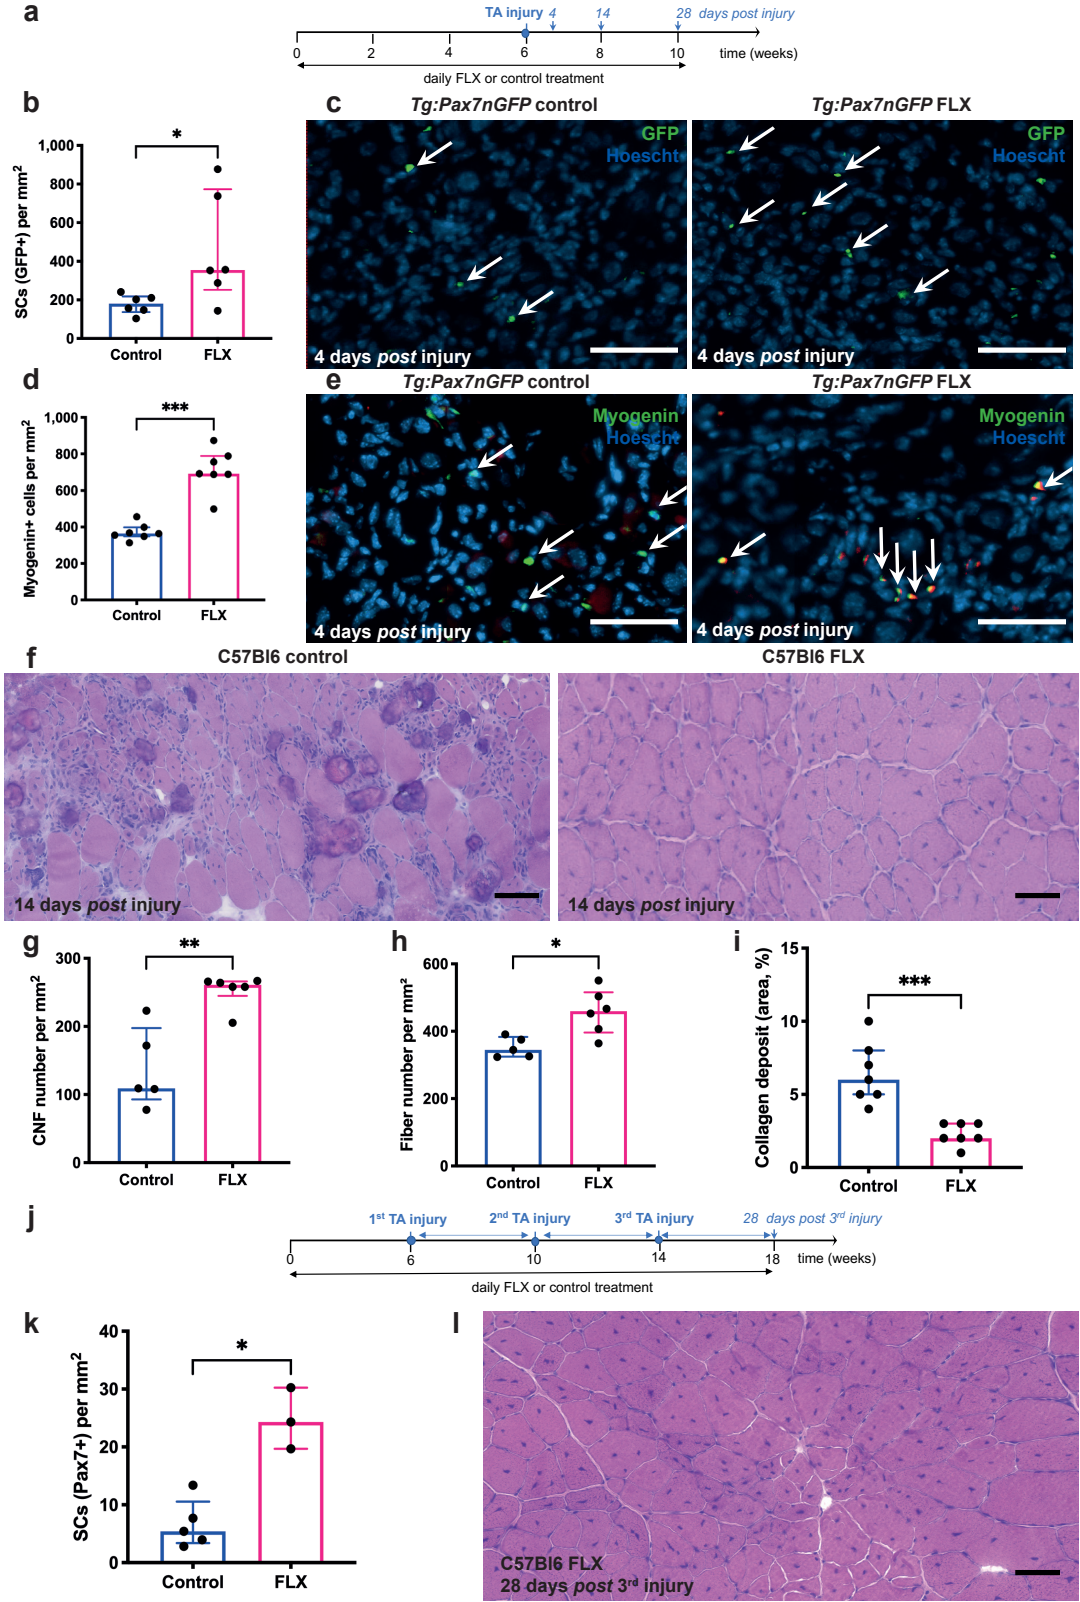 a
TA injury 4 14 28 days post injury
0 2 4 6 8 10 time (weeks)
daily FLX or control treatment
b
SCs (GFP+) per mm2
1,000
800
600
400
200
0
*
Control FLX
c
Tg:Pax7nGFP control
GFP
Hoescht
4 days post injury
Tg:Pax7nGFP FLX
GFP
Hoescht
4 days post injury
d
Myogenin+ cells per mm2
1,000
800
600
400
200
0
***
Control FLX
e
Tg:Pax7nGFP control
Myogenin
Hoescht
4 days post injury
Tg:Pax7nGFP FLX
Myogenin
Hoescht
4 days post injury
f
C57Bl6 control
14 days post injury
C57Bl6 FLX
14 days post injury
g
CNF number per mm2
300
200
100
0
**
Control FLX
h
Fiber number per mm2
600
400
200
0
*
Control FLX
i
Collagen deposit (area, %)
15
10
5
0
***
Control FLX
j
1st TA injury 2nd TA injury 3rd TA injury 28 days post 3rd injury
0 6 10 14 18 time (weeks)
daily FLX or control treatment
k
SCs (Pax7+) per mm2
40
30
20
10
0
*
Control FLX
l
C57Bl6 FLX
28 days post 3rd injury